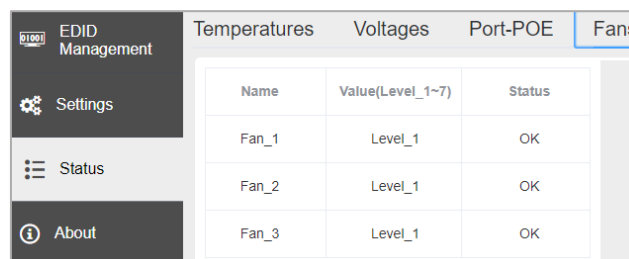 EDID
Management
Settings
Status
About
Temperatures Voltages Port-POE Fans
Name Value(Level_1~7) Status
Fan_1 Level_1 OK
Fan_2 Level_1 OK
Fan_3 Level_1 OK